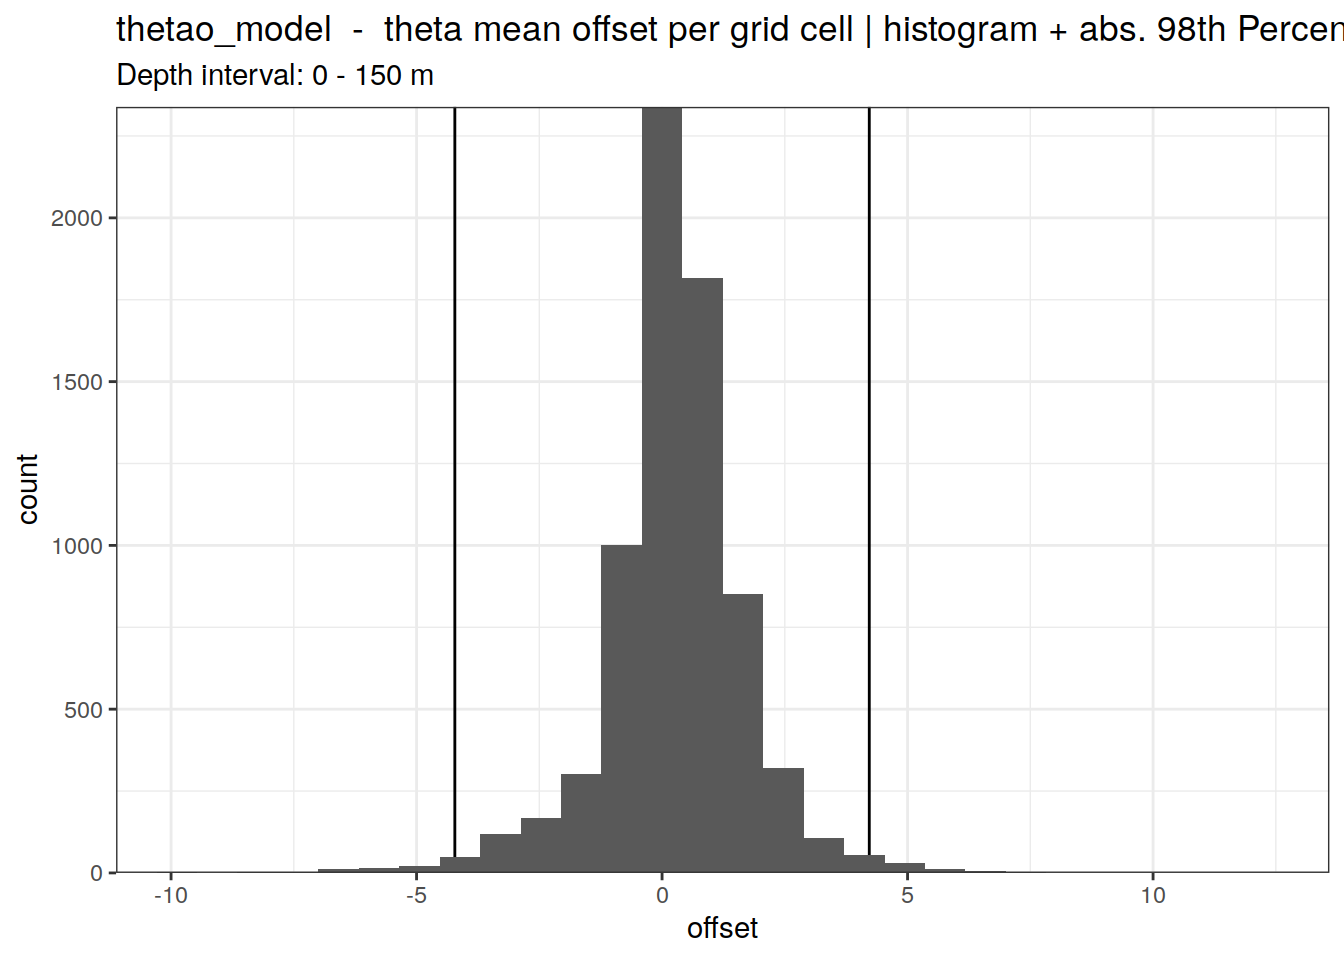 thetao_model  -  theta mean offset per grid cell | histogram + abs. 98th Percen
Depth interval: 0 - 150 m
2000
1500
1000
500
0
count
-10
-5
0
5
10
offset